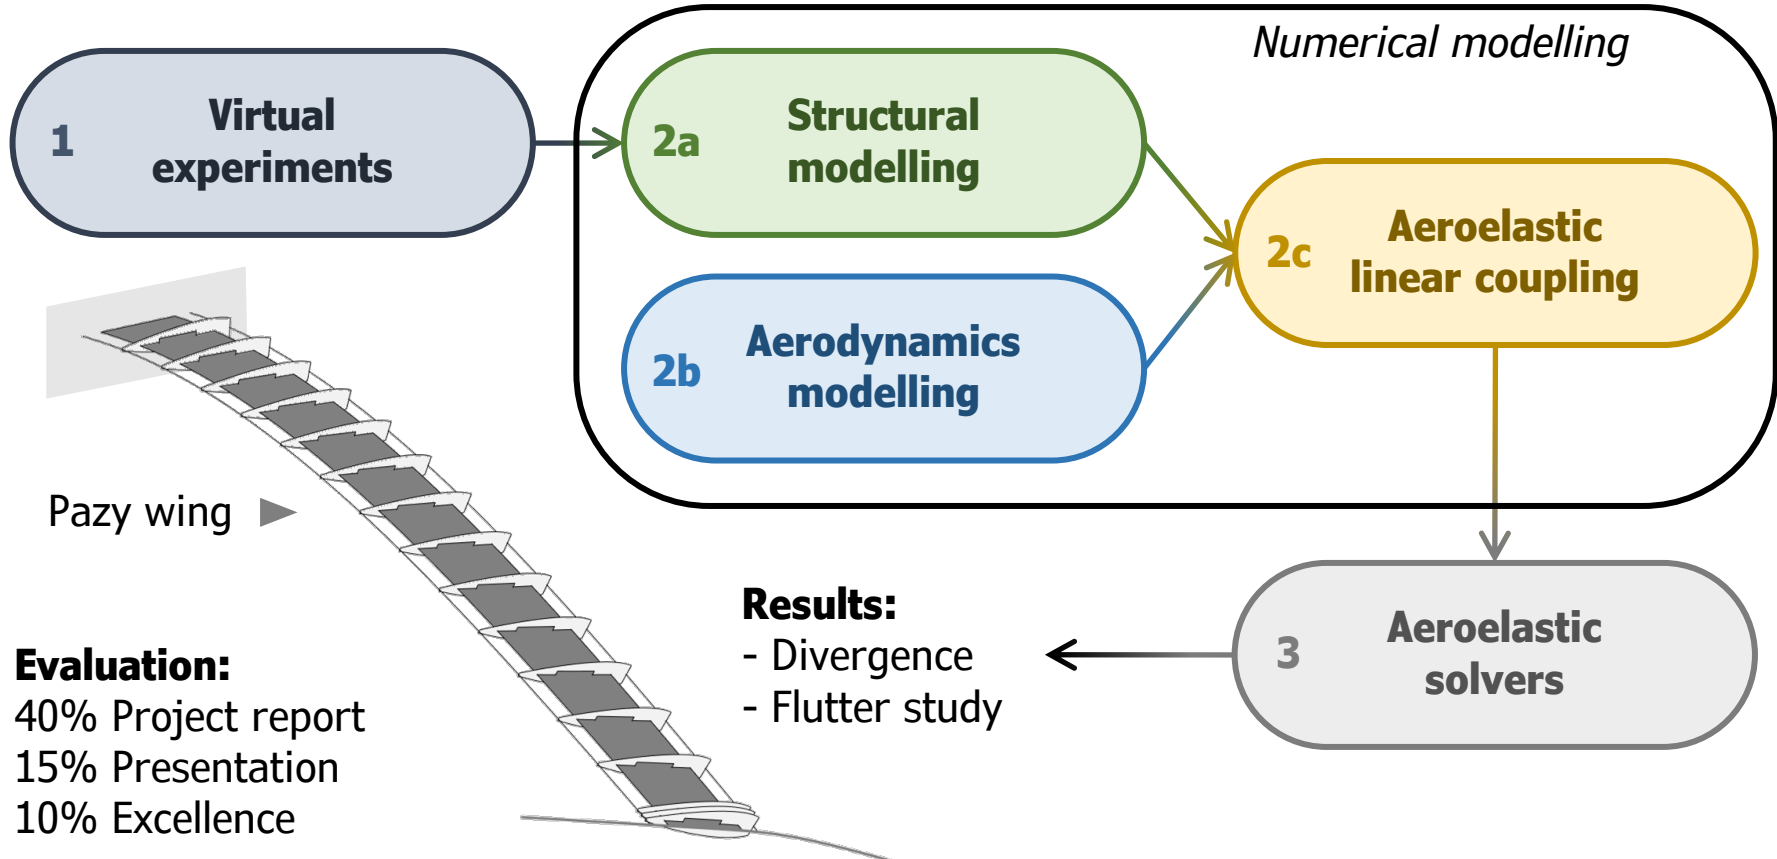 Numerical modelling
1
Virtual
experiments
2a
Structural
modelling
2b
Aerodynamics
modelling
2c
Aeroelastic
linear coupling
Pazy wing
3
Aeroelastic
solvers
Results:
- Divergence
- Flutter study
Evaluation:
40% Project report
15% Presentation
10% Excellence